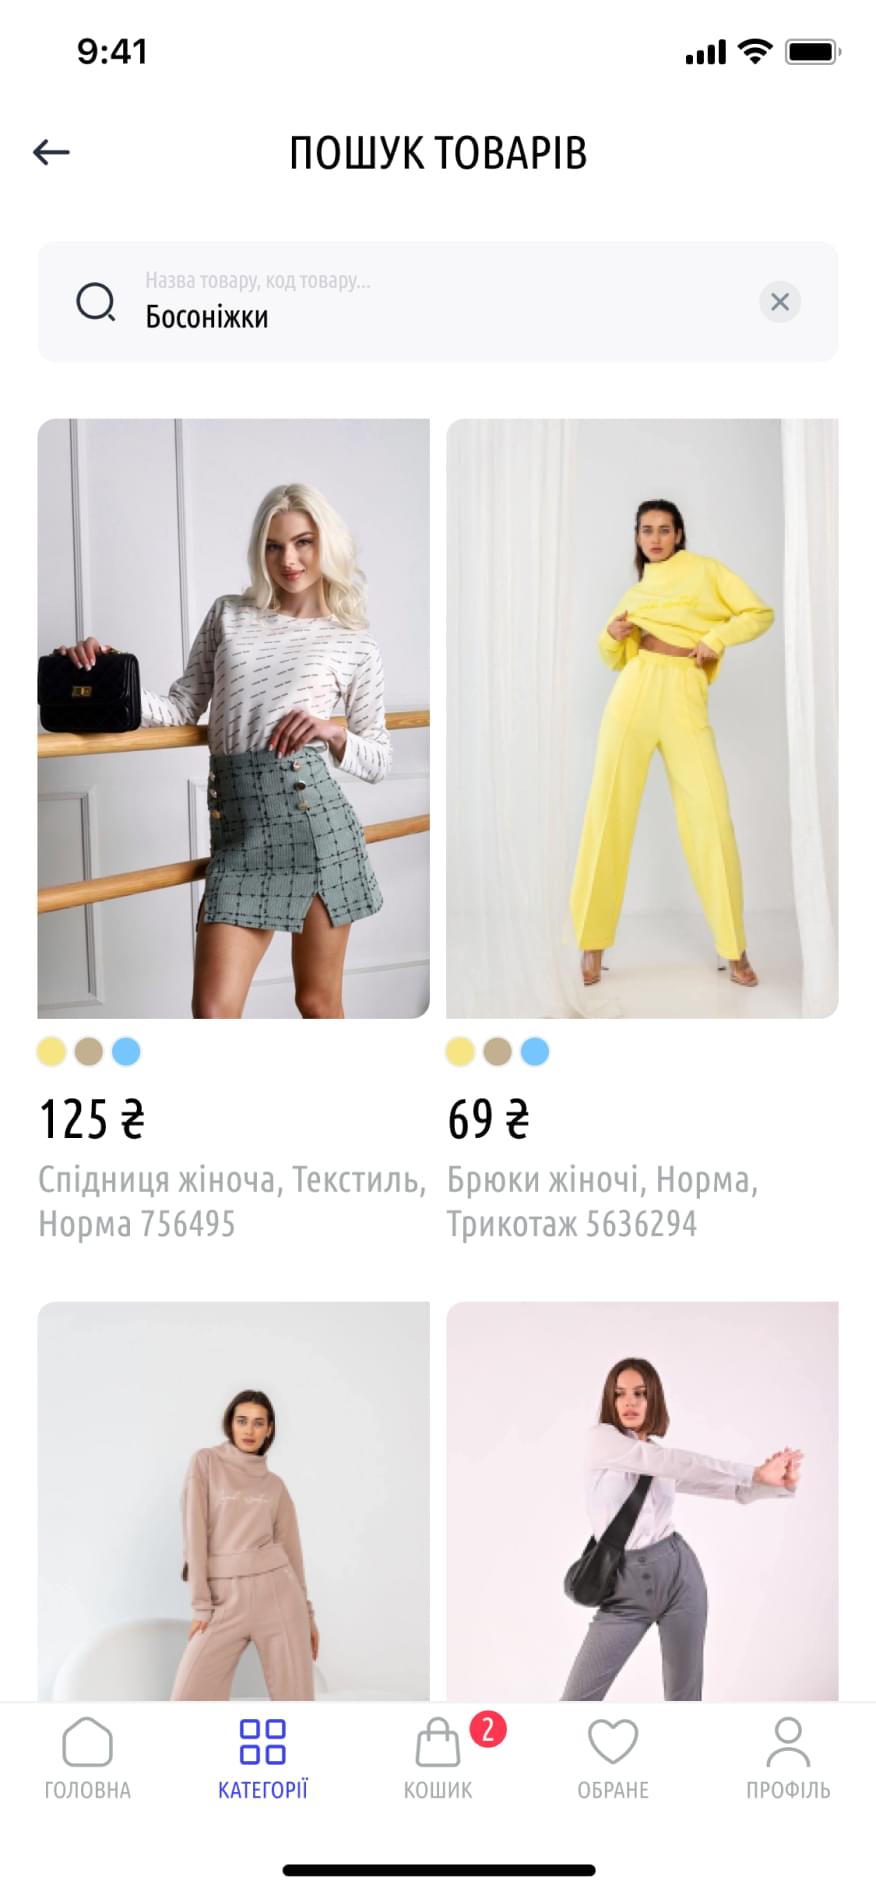 9:41
ПОШУК ТОВАРІВ
Назва товару, код товару...
Босоніжки
125 ₴
Спідниця жіноча, Текстиль,
Норма 756495
69 ₴
Брюки жіночі, Норма,
Трикотаж 5636294
2
ГОЛОВНА
КАТЕГОРІЇ
КОШИК
ОБРАНЕ
ПРОФІЛЬ